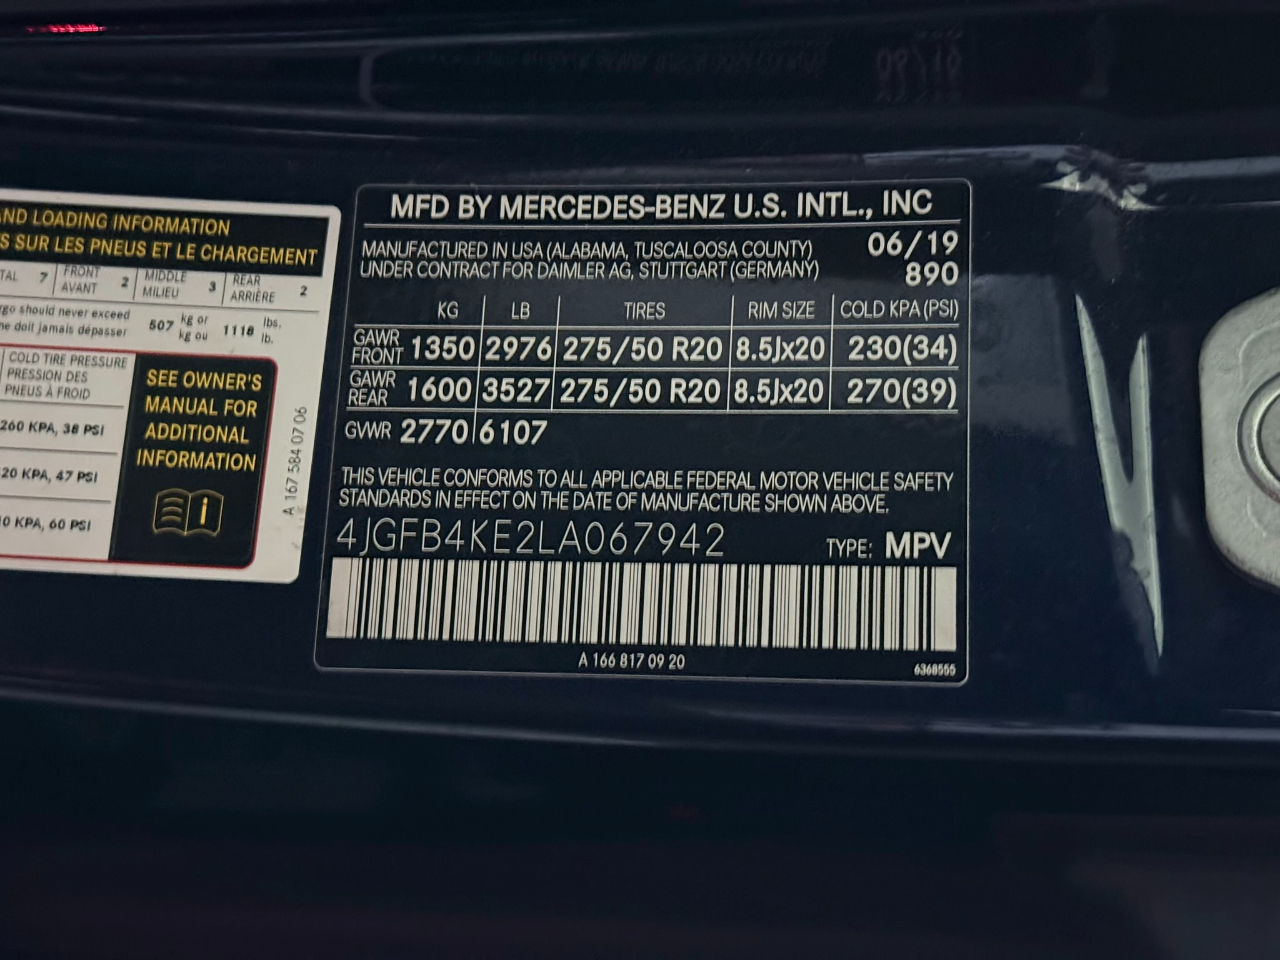 AND LOADING INFORMATION
S SUR LES PNEUS ET LE CHARGEMENT
TAL 7 FRONT AVANT 2 MIDDLE MILIEU 3 REAR ARRIÈRE 2
rgo should never exceed
ne doit jamais dépasser
507 kg or kg ou 1118 lbs. lb.
COLD TIRE PRESSURE
PRESSION DES
PNEUS À FROID
260 KPA, 38 PSI
20 KPA, 47 PSI
0 KPA, 60 PSI
SEE OWNER'S
MANUAL FOR
ADDITIONAL
INFORMATION
A 167 584 07 06
MFD BY MERCEDES-BENZ U.S. INTL., INC
MANUFACTURED IN USA (ALABAMA, TUSCALOOSA COUNTY) 06/19
UNDER CONTRACT FOR DAIMLER AG, STUTTGART (GERMANY) 890
KG LB TIRES RIM SIZE COLD KPA (PSI)
GAWR FRONT 1350 2976 275/50 R20 8.5Jx20 230(34)
GAWR REAR 1600 3527 275/50 R20 8.5Jx20 270(39)
GVWR 2770 6107
THIS VEHICLE CONFORMS TO ALL APPLICABLE FEDERAL MOTOR VEHICLE SAFETY
STANDARDS IN EFFECT ON THE DATE OF MANUFACTURE SHOWN ABOVE.
4JGFB4KE2LA067942 TYPE: MPV
A 166 817 09 20
6368555